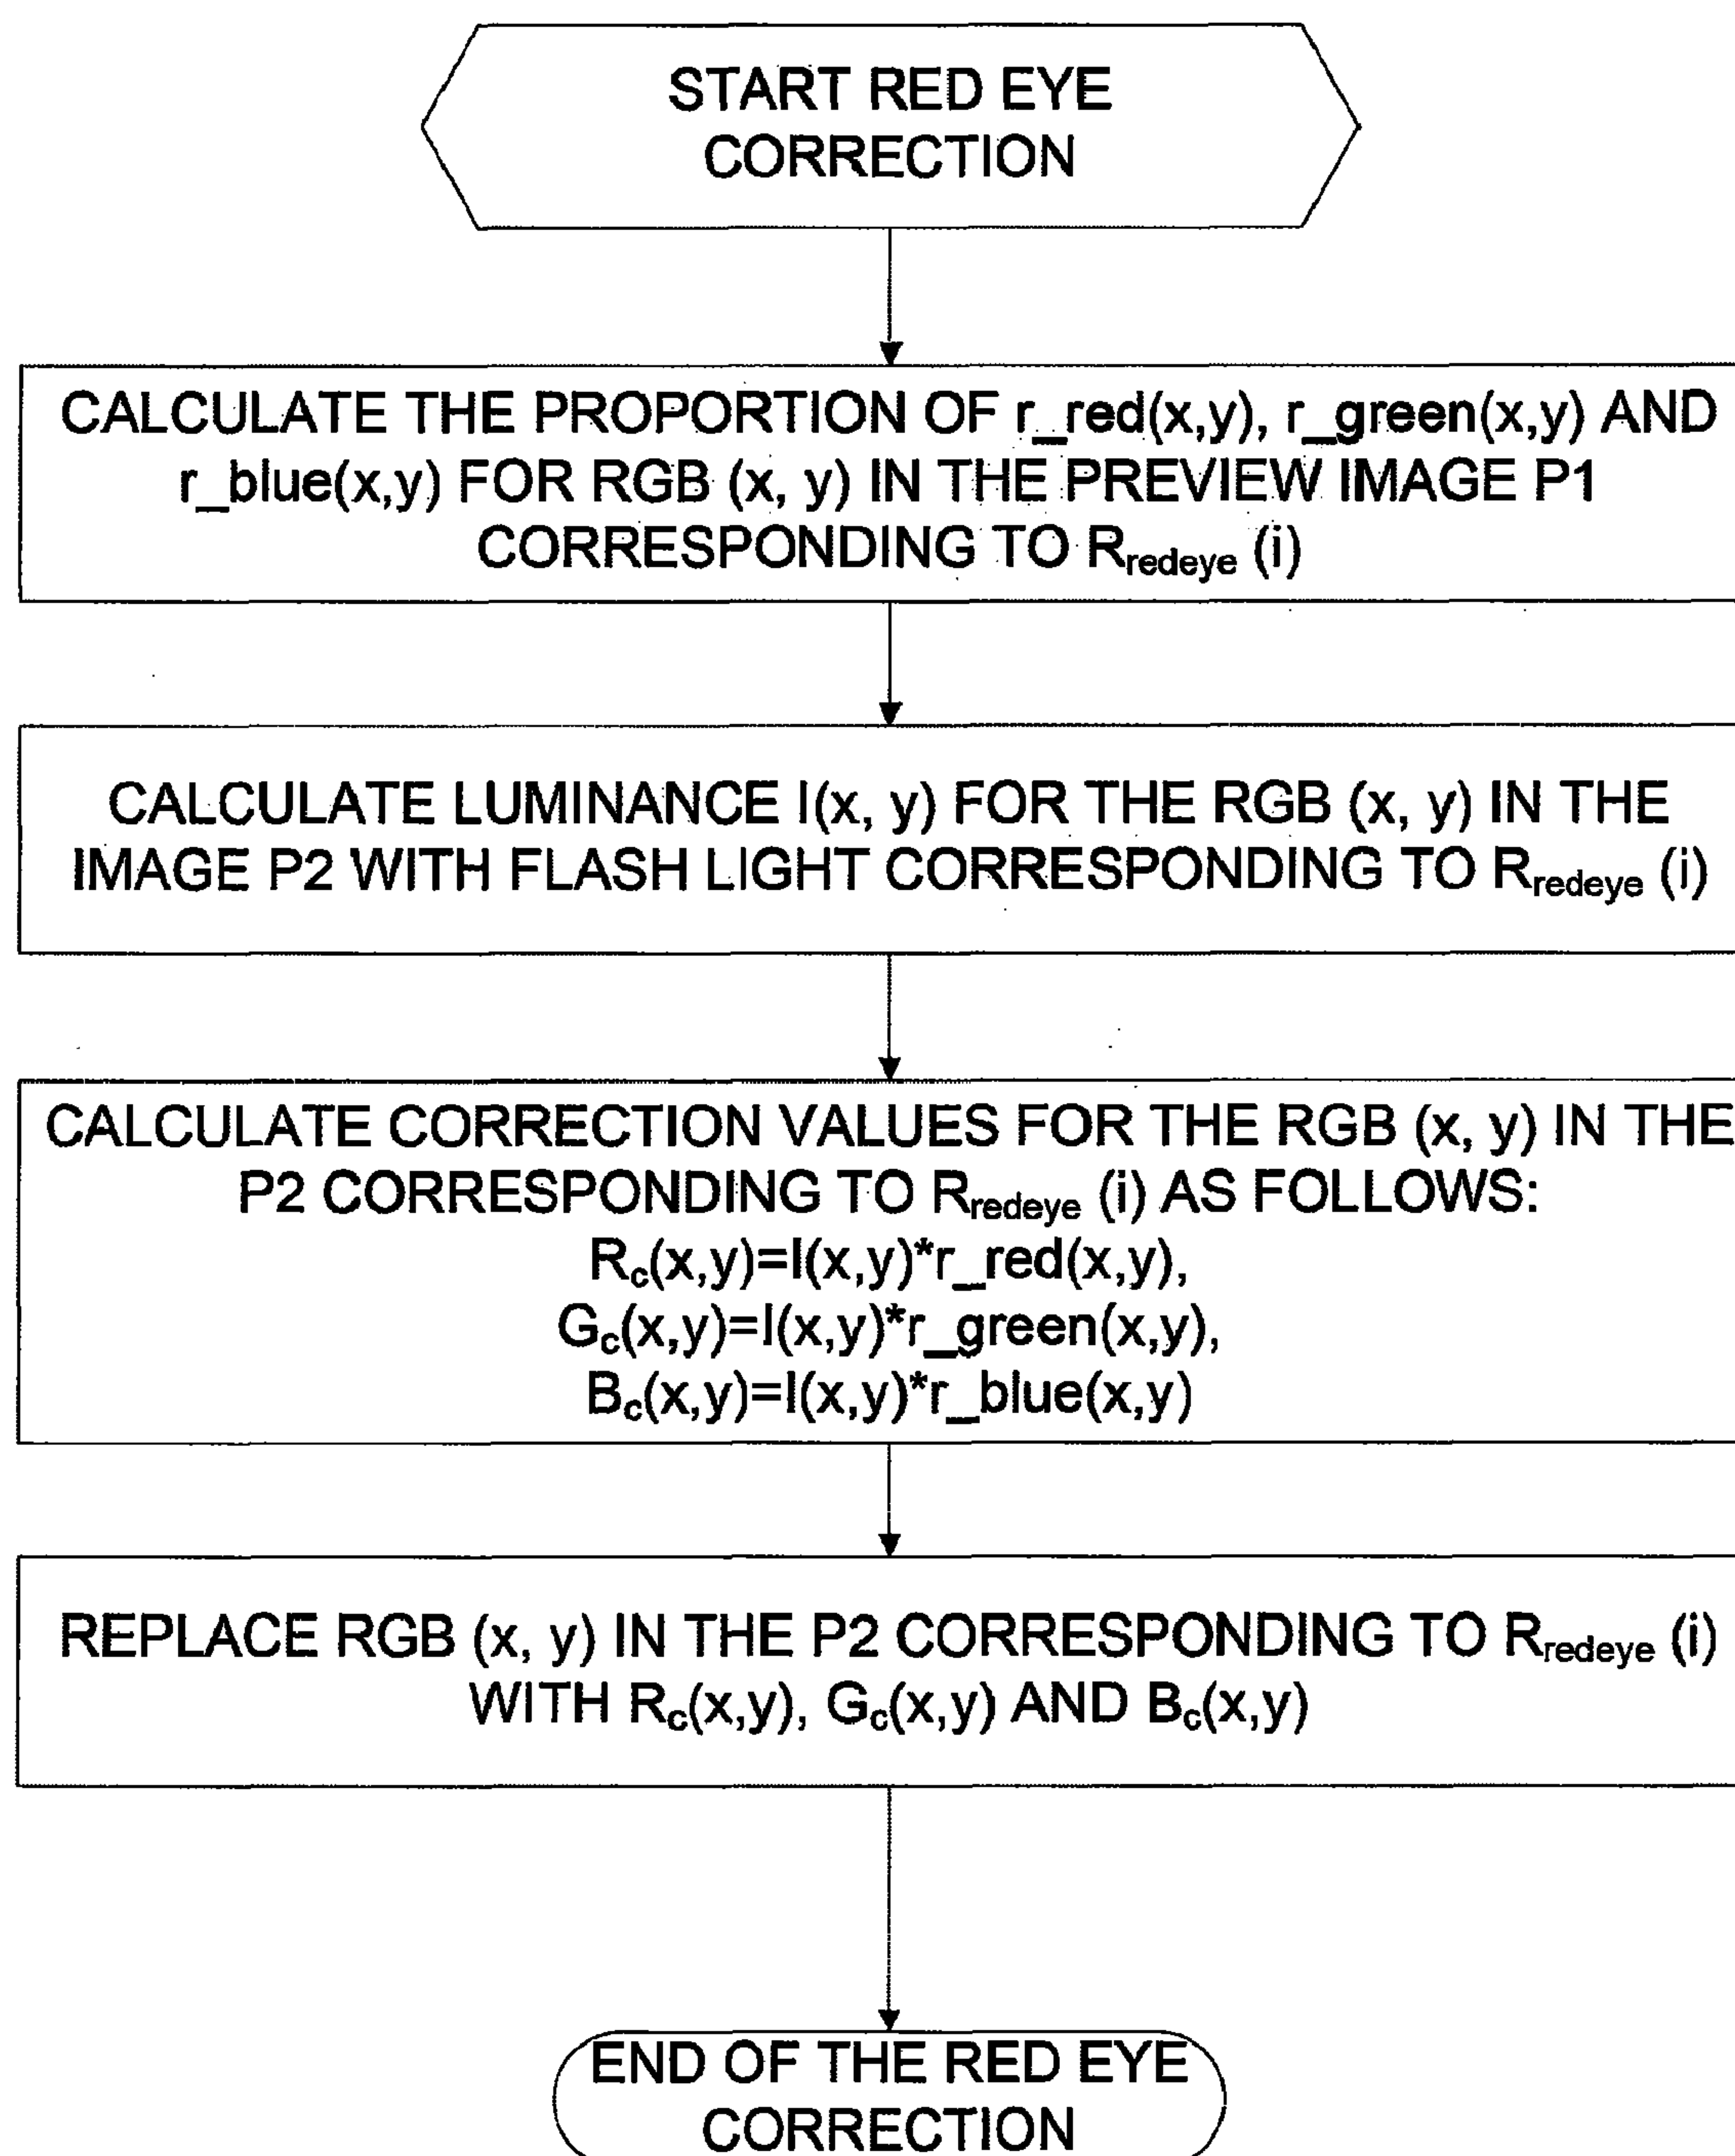 START RED EYE
CORRECTION
CALCULATE THE PROPORTION OF r_red(x,y), r_green(x,y) AND
r_blue(x,y) FOR RGB (x, y) IN THE PREVIEW IMAGE P1
CORRESPONDING TO Rredeye (i)
CALCULATE LUMINANCE I(x, y) FOR THE RGB (x, y) IN THE
IMAGE P2 WITH FLASH LIGHT CORRESPONDING TO Rredeye (i)
CALCULATE CORRECTION VALUES FOR THE RGB (x, y) IN THE
P2 CORRESPONDING TO Rredeye (i) AS FOLLOWS:
Rc(x,y)=I(x,y)*r_red(x,y),
Gc(x,y)=I(x,y)*r_green(x,y),
Bc(x,y)=I(x,y)*r_blue(x,y)
REPLACE RGB (x, y) IN THE P2 CORRESPONDING TO Rredeye (i)
WITH Rc(x,y), Gc(x,y) AND Bc(x,y)
END OF THE RED EYE
CORRECTION